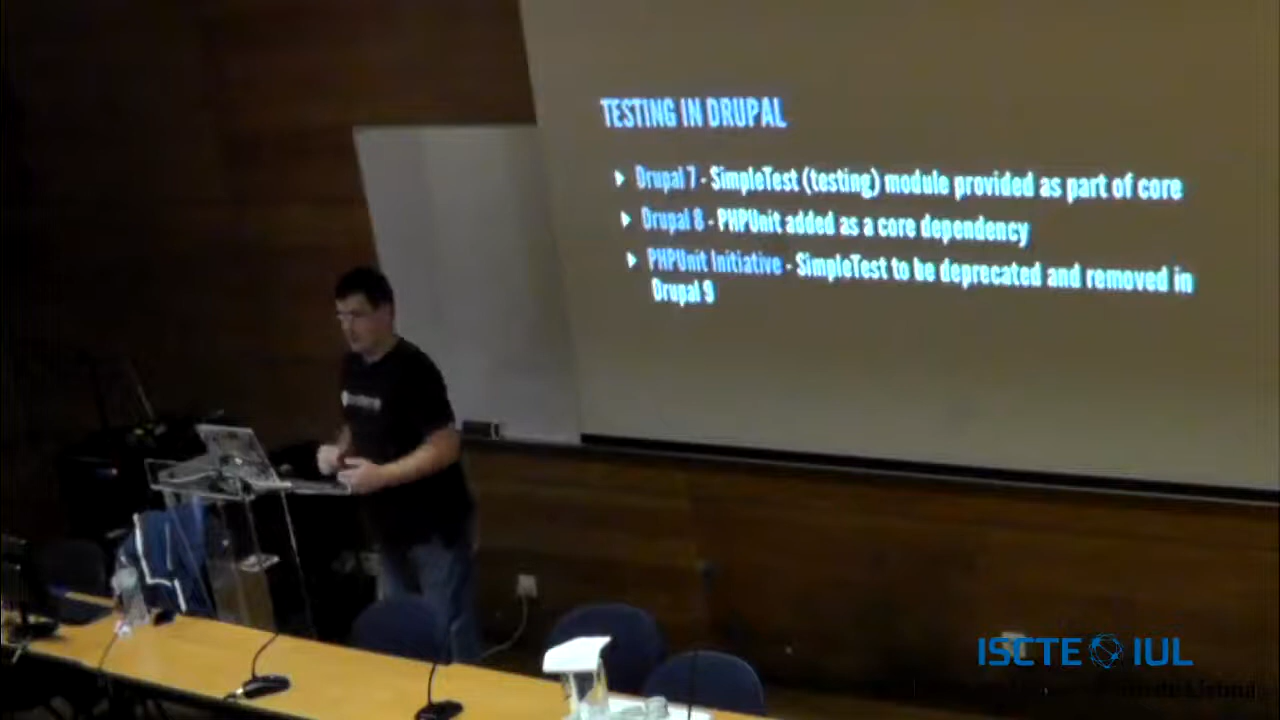 TESTING IN DRUPAL
Drupal 7 - SimpleTest (testing) module provided as part of core
Drupal 8 - PHPUnit added as a core dependency
PHPUnit Initiative - SimpleTest to be deprecated and removed in
Drupal 9
ISCTE IUL